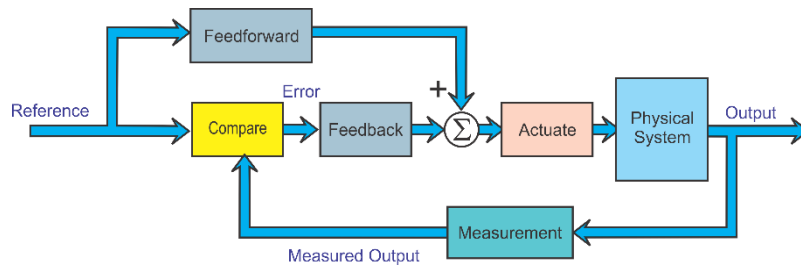 Feedforward
+
Error
Reference
Compare
Feedback
Σ
Actuate
Physical
System
Output
Measurement
Measured Output